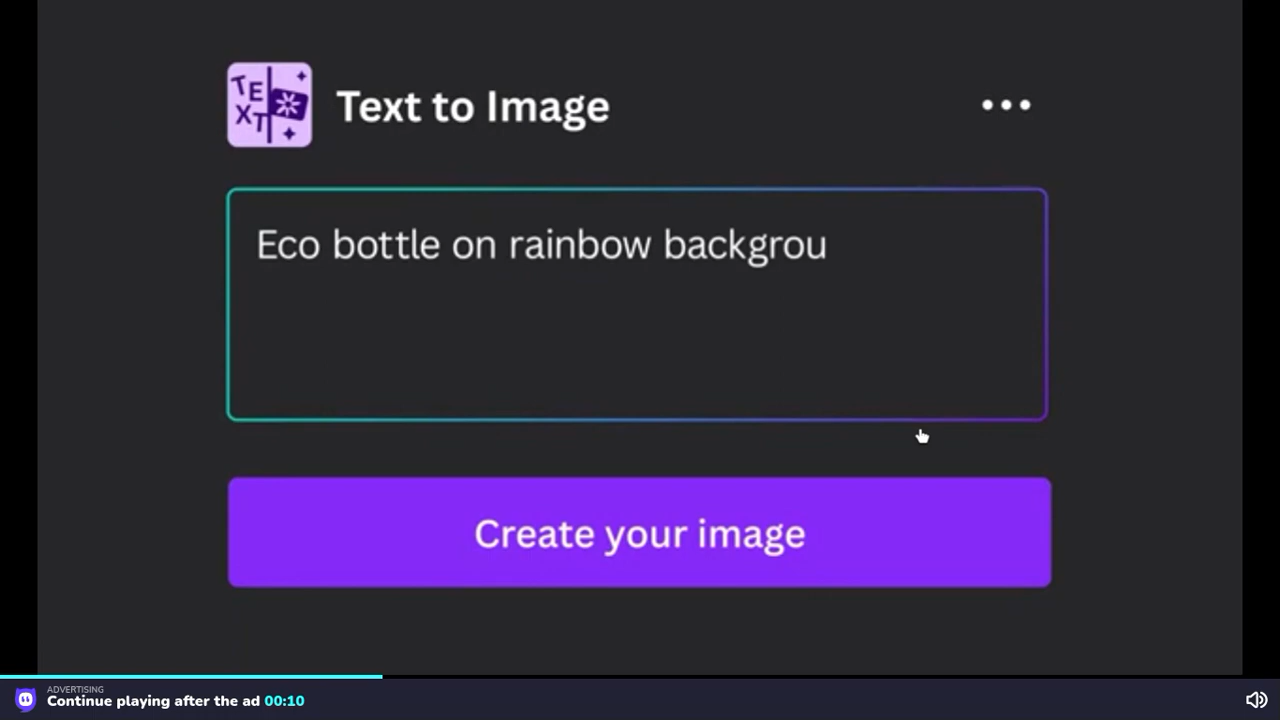 TEXT
Text to Image
Eco bottle on rainbow backgrou
Create your image
ADVERTISING
Continue playing after the ad 00:10